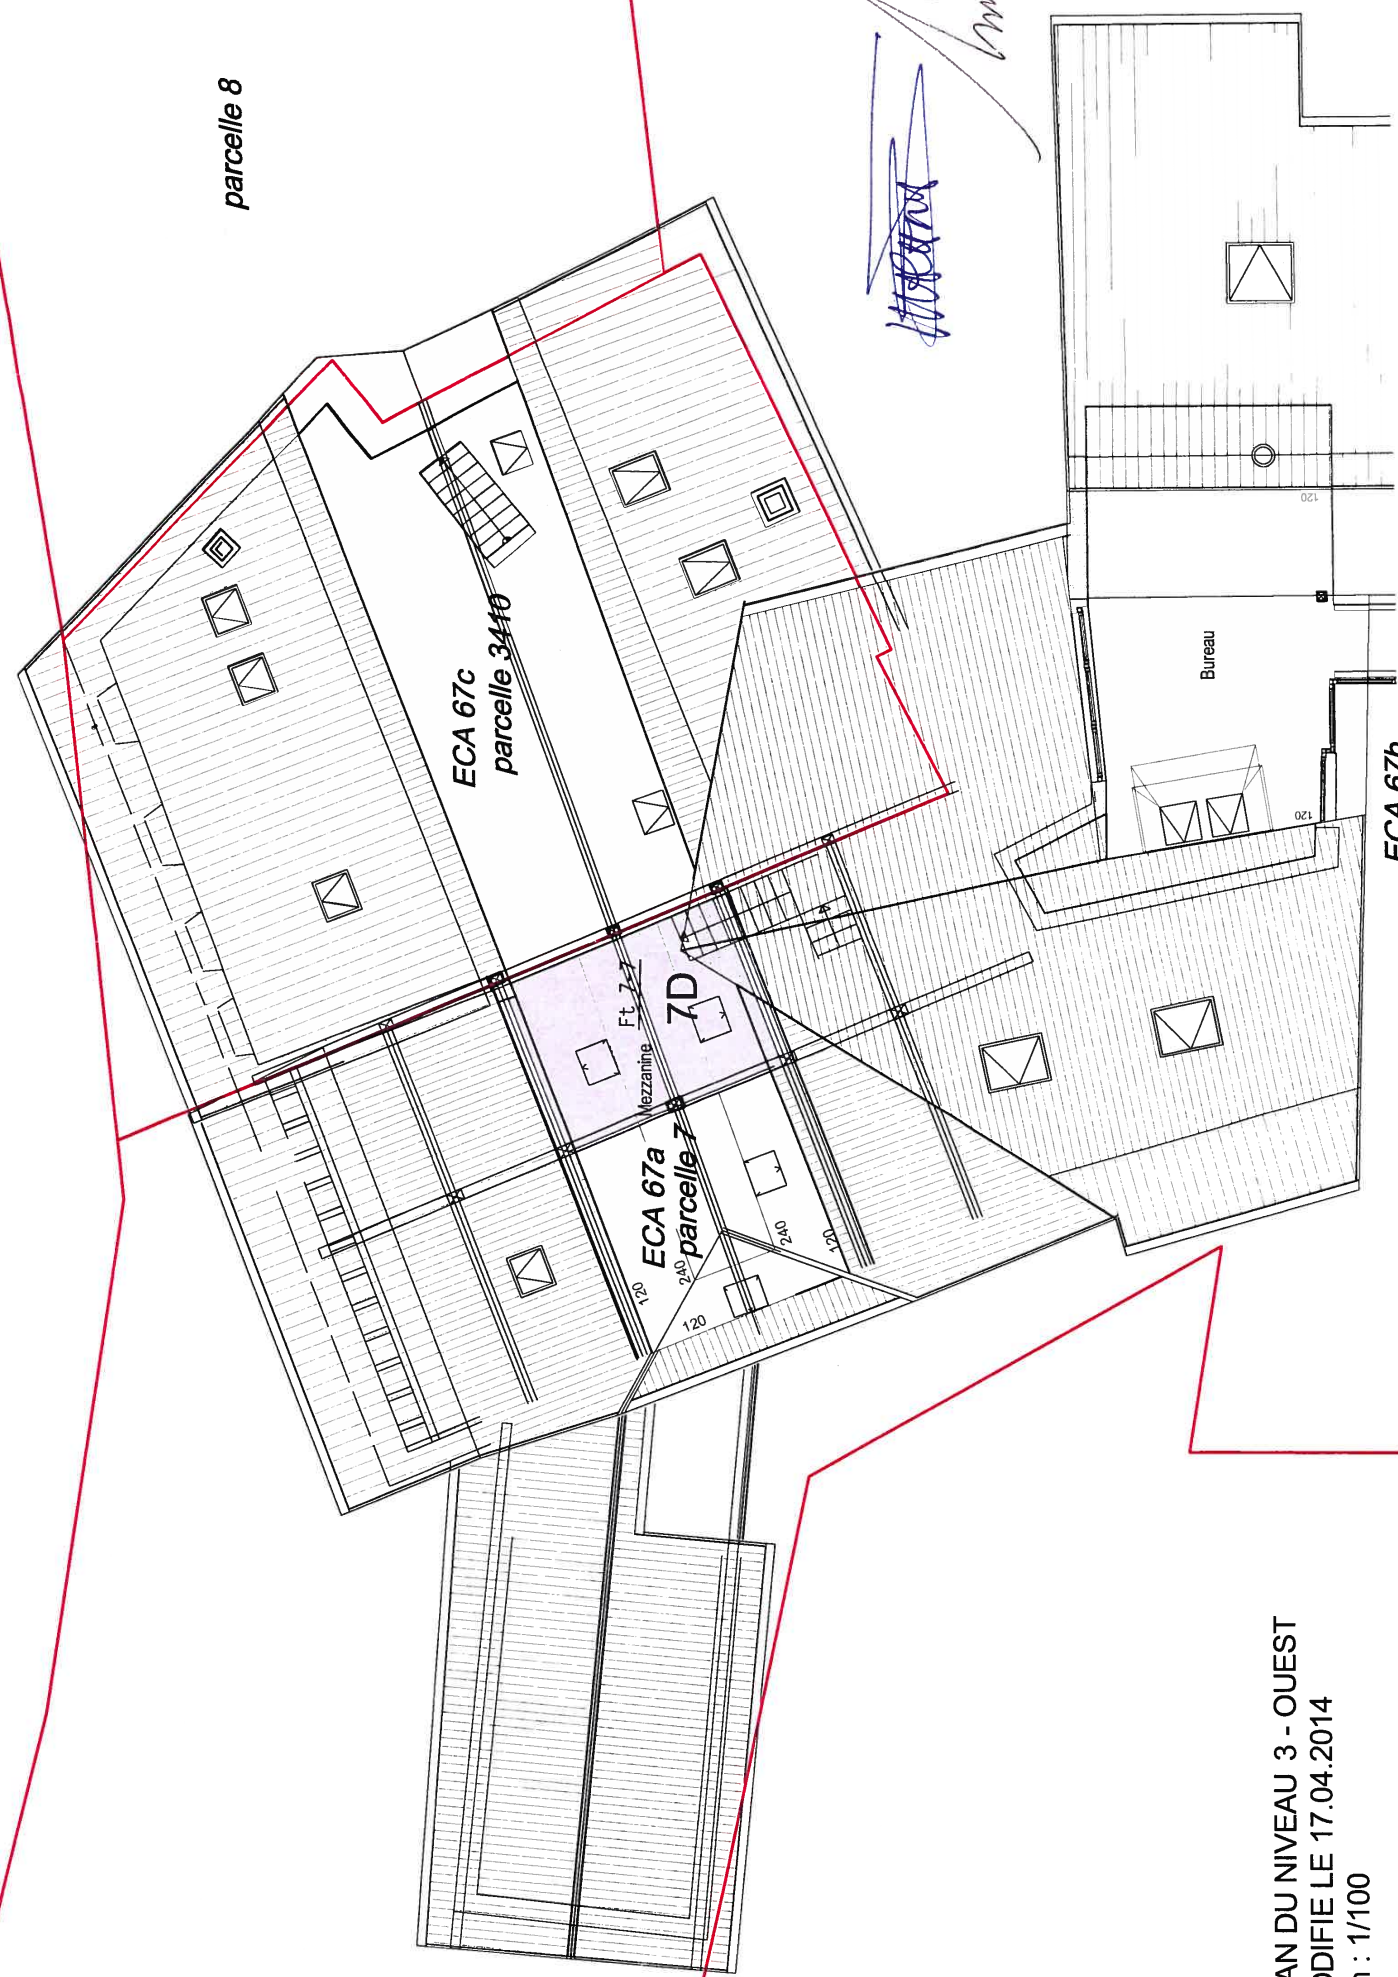 parcelle 8
ECA 67c
parcelle 3410
Ft. 7-7
7D
Mezzanine
ECA 67a
parcelle 7
120
240
120
240
120
Bureau
120
120
ECA 67b
AN DU NIVEAU 3 - OUEST
ODIFIE LE 17.04.2014
: 1/100